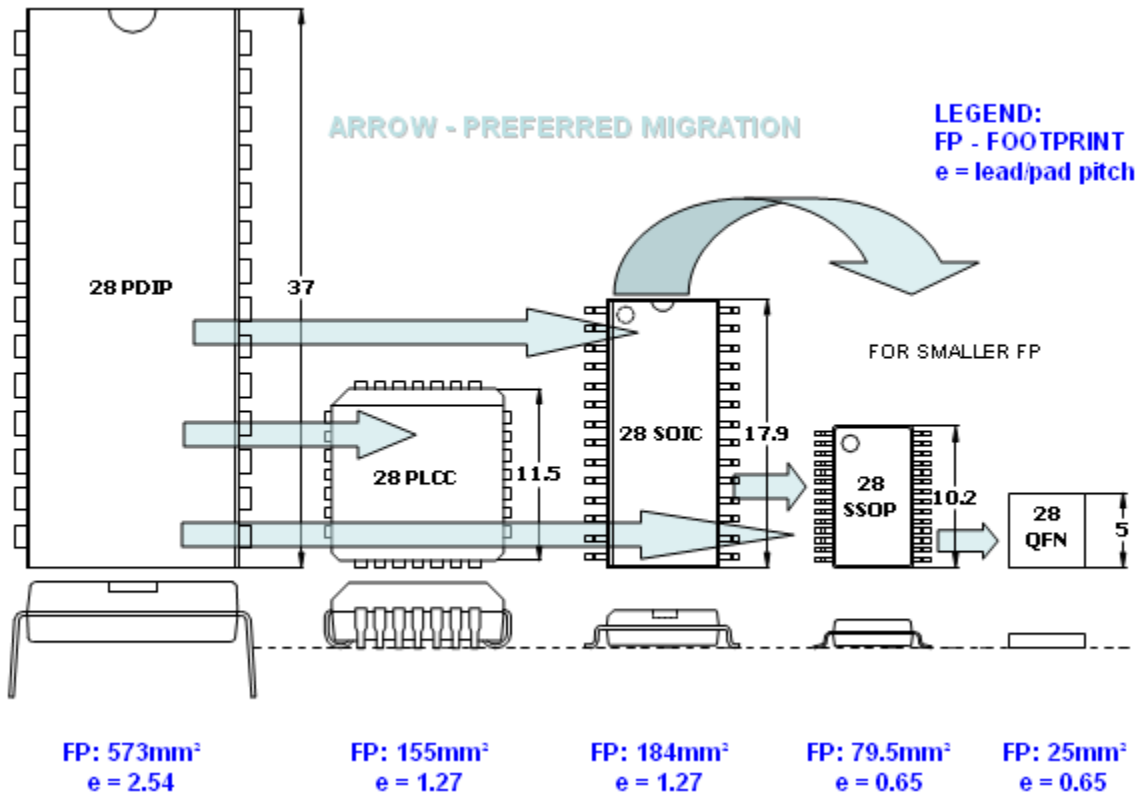 ARROW - PREFERRED MIGRATION
LEGEND:
FP - FOOTPRINT
e = lead/pad pitch
28 PDIP
37
FOR SMALLER FP
28 PLCC
11.5
28 SOIC
17.9
28
SSOP
10.2
28
QFN
5
FP: 573mm²
e = 2.54
FP: 155mm²
e = 1.27
FP: 184mm²
e = 1.27
FP: 79.5mm²
e = 0.65
FP: 25mm²
e = 0.65